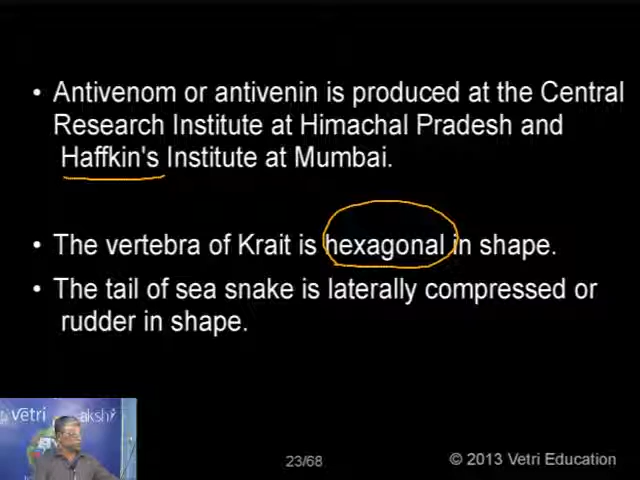 • Antivenom or antivenin is produced at the Central
Research Institute at Himachal Pradesh and
Haffkin's Institute at Mumbai.
• The vertebra of Krait is hexagonal in shape.
• The tail of sea snake is laterally compressed or
rudder in shape.
vetri akshi
23/68
© 2013 Vetri Education